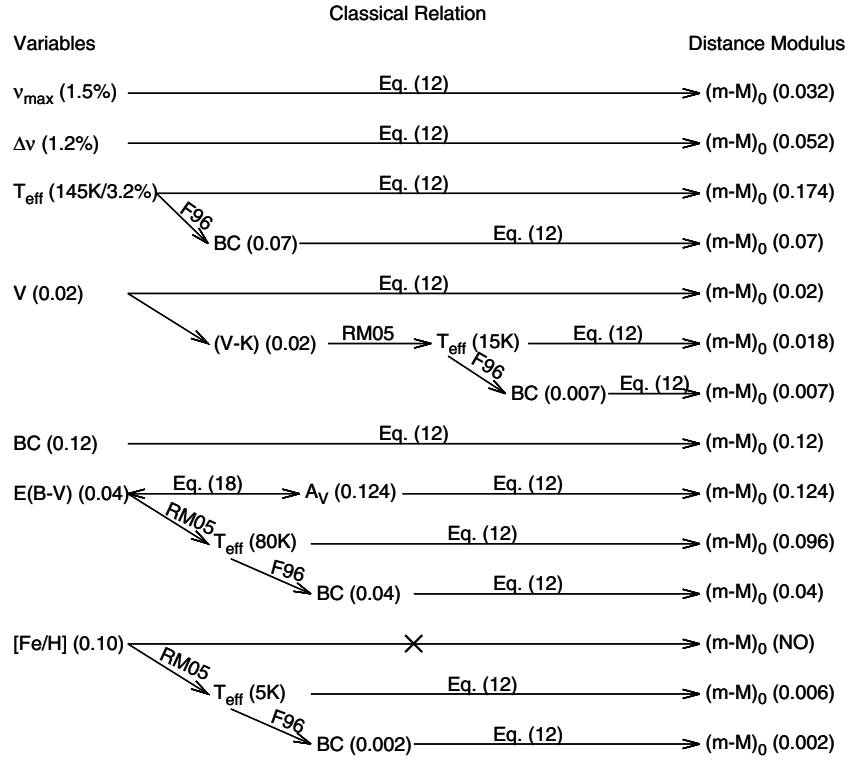 Classical Relation
Variables Distance Modulus
νmax (1.5%) Eq. (12) (m-M)0 (0.032)
Δν (1.2%) Eq. (12) (m-M)0 (0.052)
Teff (145K/3.2%) Eq. (12) (m-M)0 (0.174)
F96 BC (0.07) Eq. (12) (m-M)0 (0.07)
V (0.02) Eq. (12) (m-M)0 (0.02)
(V-K) (0.02) RM05 Teff (15K) Eq. (12) (m-M)0 (0.018)
F96 BC (0.007) Eq. (12) (m-M)0 (0.007)
BC (0.12) Eq. (12) (m-M)0 (0.12)
E(B-V) (0.04) Eq. (18) AV (0.124) Eq. (12) (m-M)0 (0.124)
RM05 Teff (80K) Eq. (12) (m-M)0 (0.096)
F96 BC (0.04) Eq. (12) (m-M)0 (0.04)
[Fe/H] (0.10) (m-M)0 (NO)
RM05 Teff (5K) Eq. (12) (m-M)0 (0.006)
F96 BC (0.002) Eq. (12) (m-M)0 (0.002)